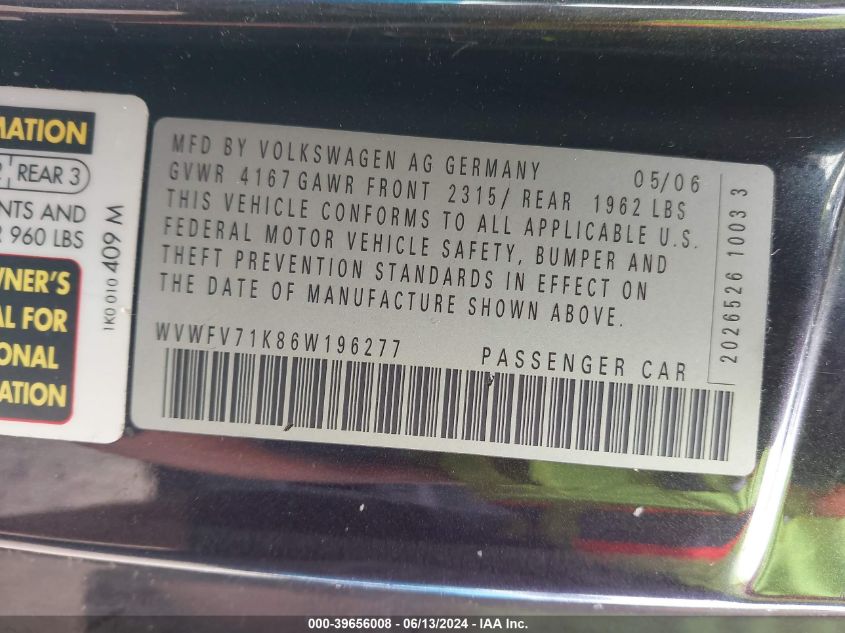 MATION
REAR 3
NTS AND
R 960 LBS
WNER'S
AL FOR
ONAL
ATION
1K0 010 409 M
MFD BY VOLKSWAGEN AG GERMANY 05/06
GVWR 4167 GAWR FRONT 2315/ REAR 1962 LBS
THIS VEHICLE CONFORMS TO ALL APPLICABLE U.S.
FEDERAL MOTOR VEHICLE SAFETY, BUMPER AND
THEFT PREVENTION STANDARDS IN EFFECT ON
THE DATE OF MANUFACTURE SHOWN ABOVE.
WVWFV71K86W196277 PASSENGER CAR
2026526 1003 3
000-39656008 - 06/13/2024 - IAA Inc.